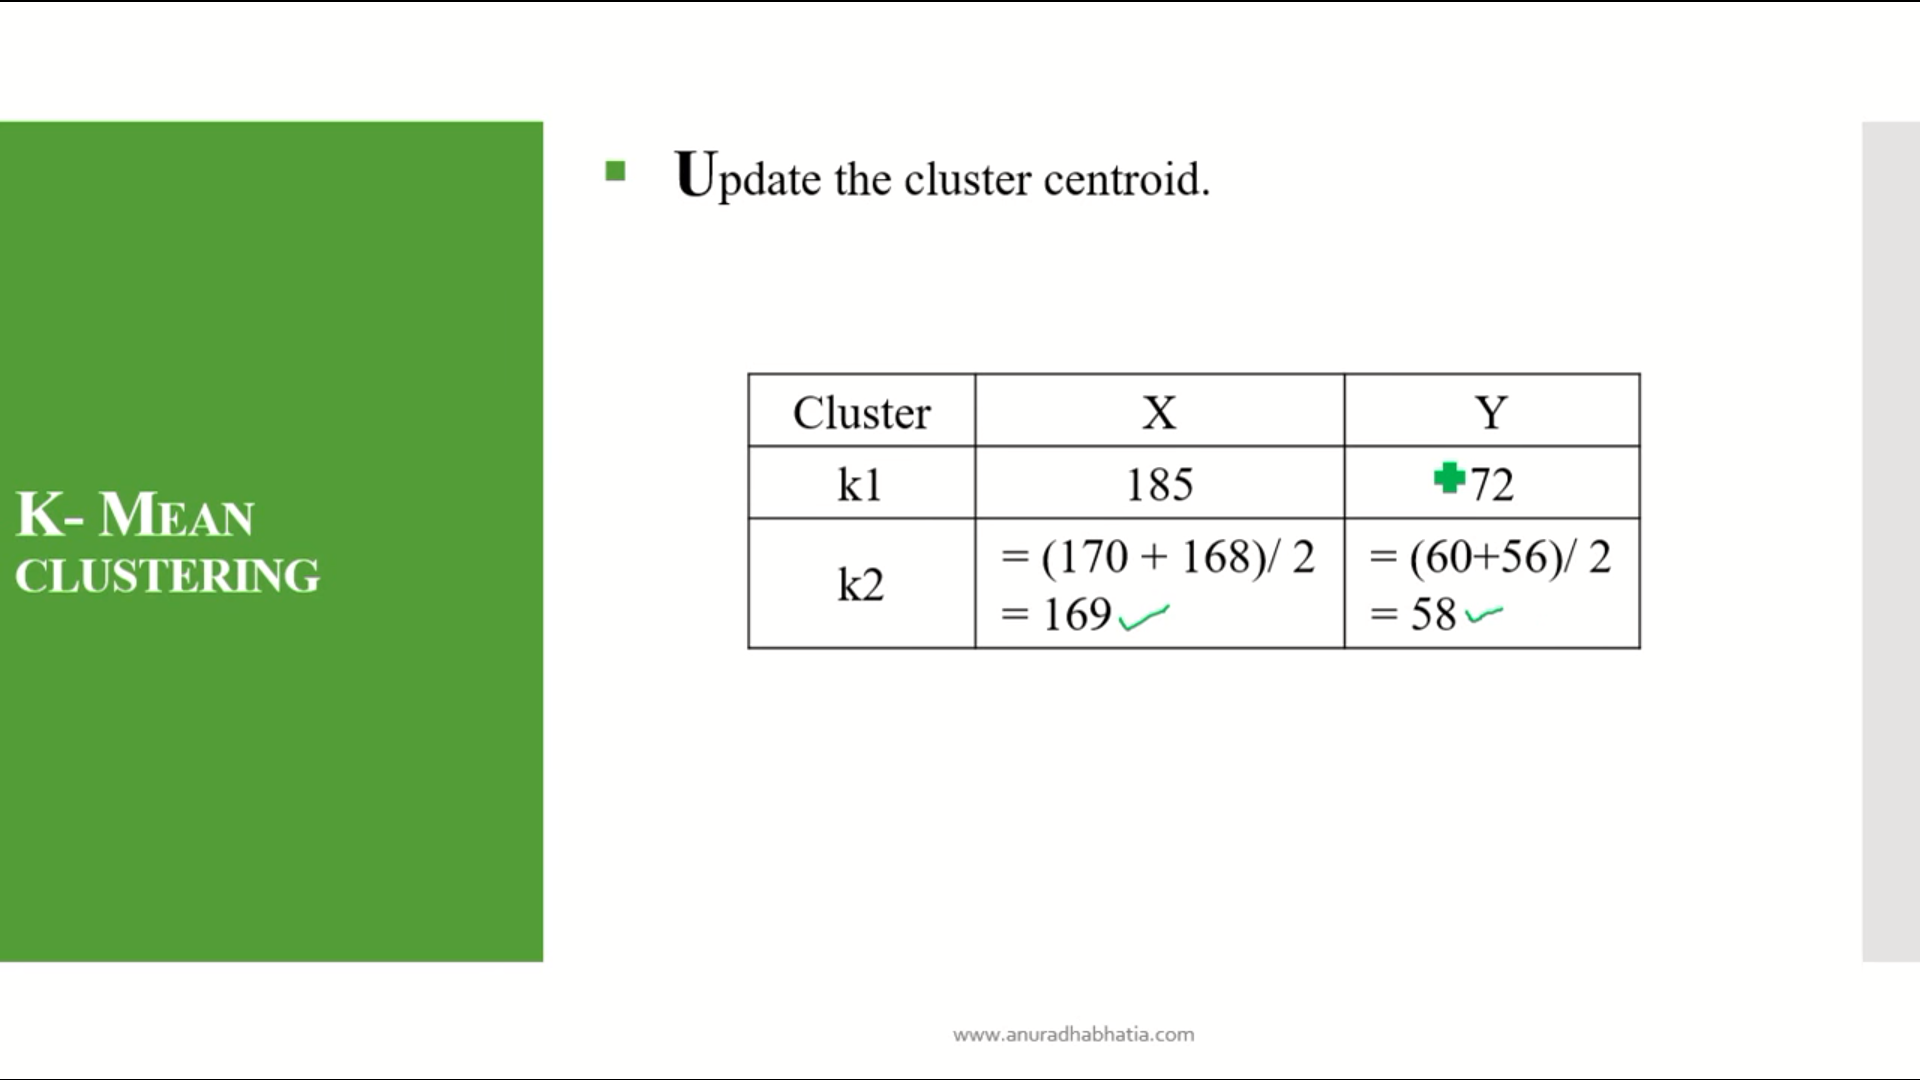 K- MEAN
CLUSTERING
Update the cluster centroid.
Cluster X Y
k1 185 72
k2 = (170 + 168)/ 2 = (60+56)/ 2
= 169 = 58
www.anuradhabhatia.com